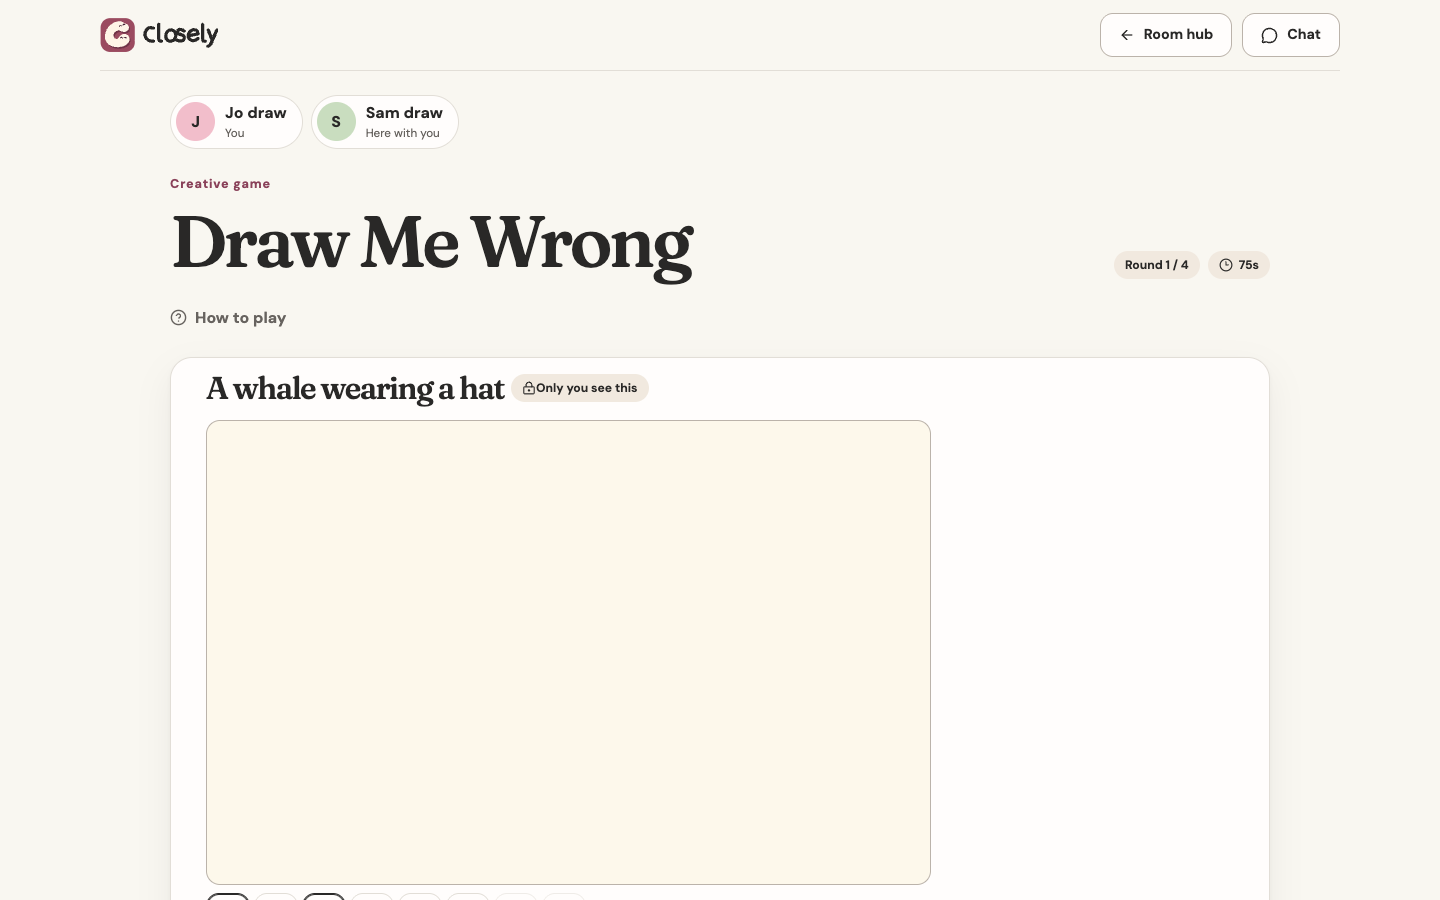 Closely
Room hub
Chat
J
Jo draw
You
S
Sam draw
Here with you
Creative game
Draw Me Wrong
Round 1 / 4
75s
How to play
A whale wearing a hat
Only you see this